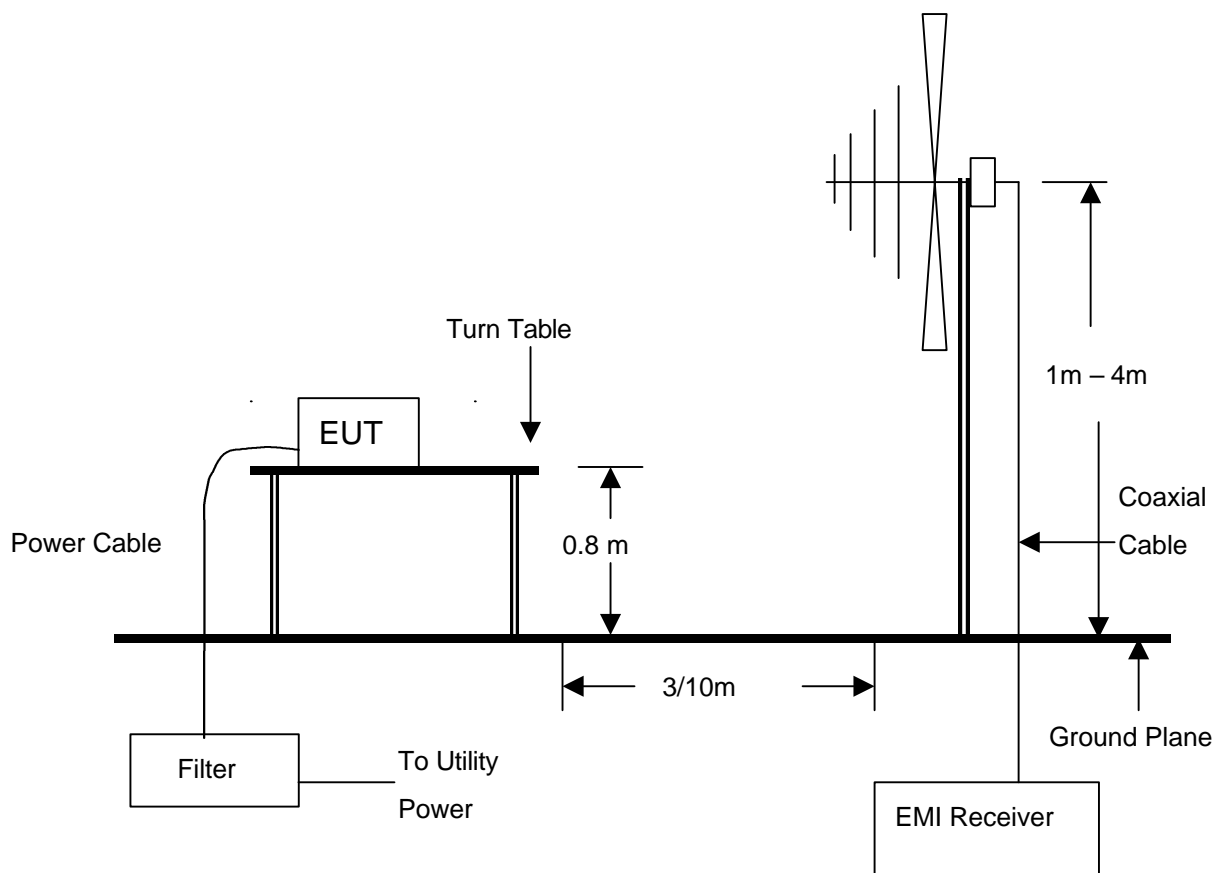 Turn Table
1m – 4m
EUT
Coaxial
Cable
Power Cable
0.8 m
3/10m
Ground Plane
Filter
To Utility
Power
EMI Receiver